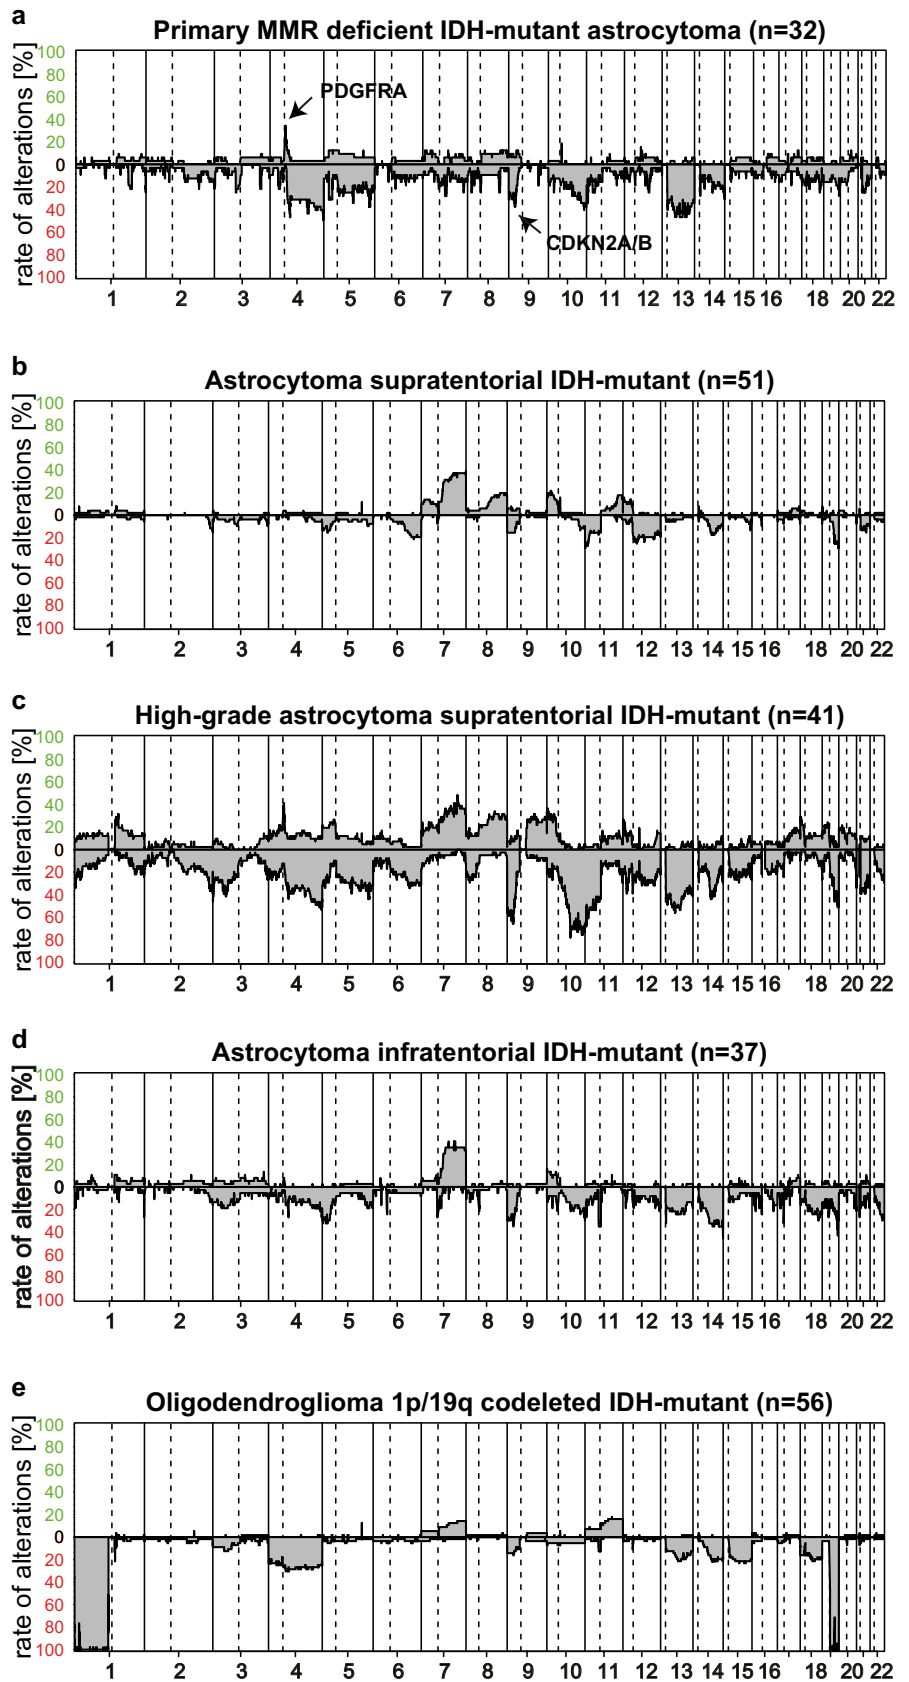 a
Primary MMR deficient IDH-mutant astrocytoma (n=32)
rate of alterations [%]
100
80
60
40
20
0
20
40
60
80
100
PDGFRA
CDKN2A/B
1 2 3 4 5 6 7 8 9 10 11 12 13 14 15 16 18 20 22
b
Astrocytoma supratentorial IDH-mutant (n=51)
rate of alterations [%]
100
80
60
40
20
0
20
40
60
80
100
1 2 3 4 5 6 7 8 9 10 11 12 13 14 15 16 18 20 22
c
High-grade astrocytoma supratentorial IDH-mutant (n=41)
rate of alterations [%]
100
80
60
40
20
0
20
40
60
80
100
1 2 3 4 5 6 7 8 9 10 11 12 13 14 15 16 18 20 22
d
Astrocytoma infratentorial IDH-mutant (n=37)
rate of alterations [%]
100
80
60
40
20
0
20
40
60
80
100
1 2 3 4 5 6 7 8 9 10 11 12 13 14 15 16 18 20 22
e
Oligodendroglioma 1p/19q codeleted IDH-mutant (n=56)
rate of alterations [%]
100
80
60
40
20
0
20
40
60
80
100
1 2 3 4 5 6 7 8 9 10 11 12 13 14 15 16 18 20 22